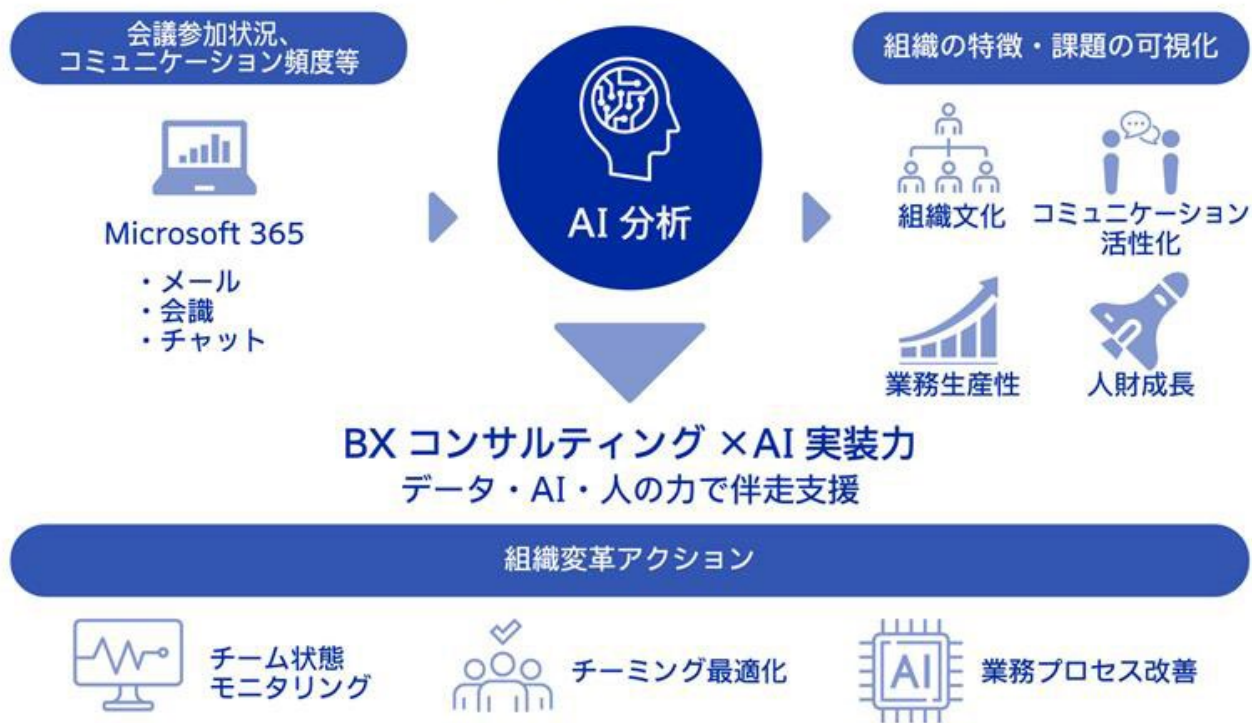 会議参加状況、
コミュニケーション頻度等
Microsoft 365
・メール
・会識
・チャット
AI 分析
組織の特徴・課題の可視化
組織文化
コミュニケーション
活性化
業務生産性
人財成長
BX コンサルティング ×AI 実装力
データ・AI・人の力で伴走支援
組織変革アクション
チーム状態
モニタリング
チーミング最適化
AI
業務プロセス改善